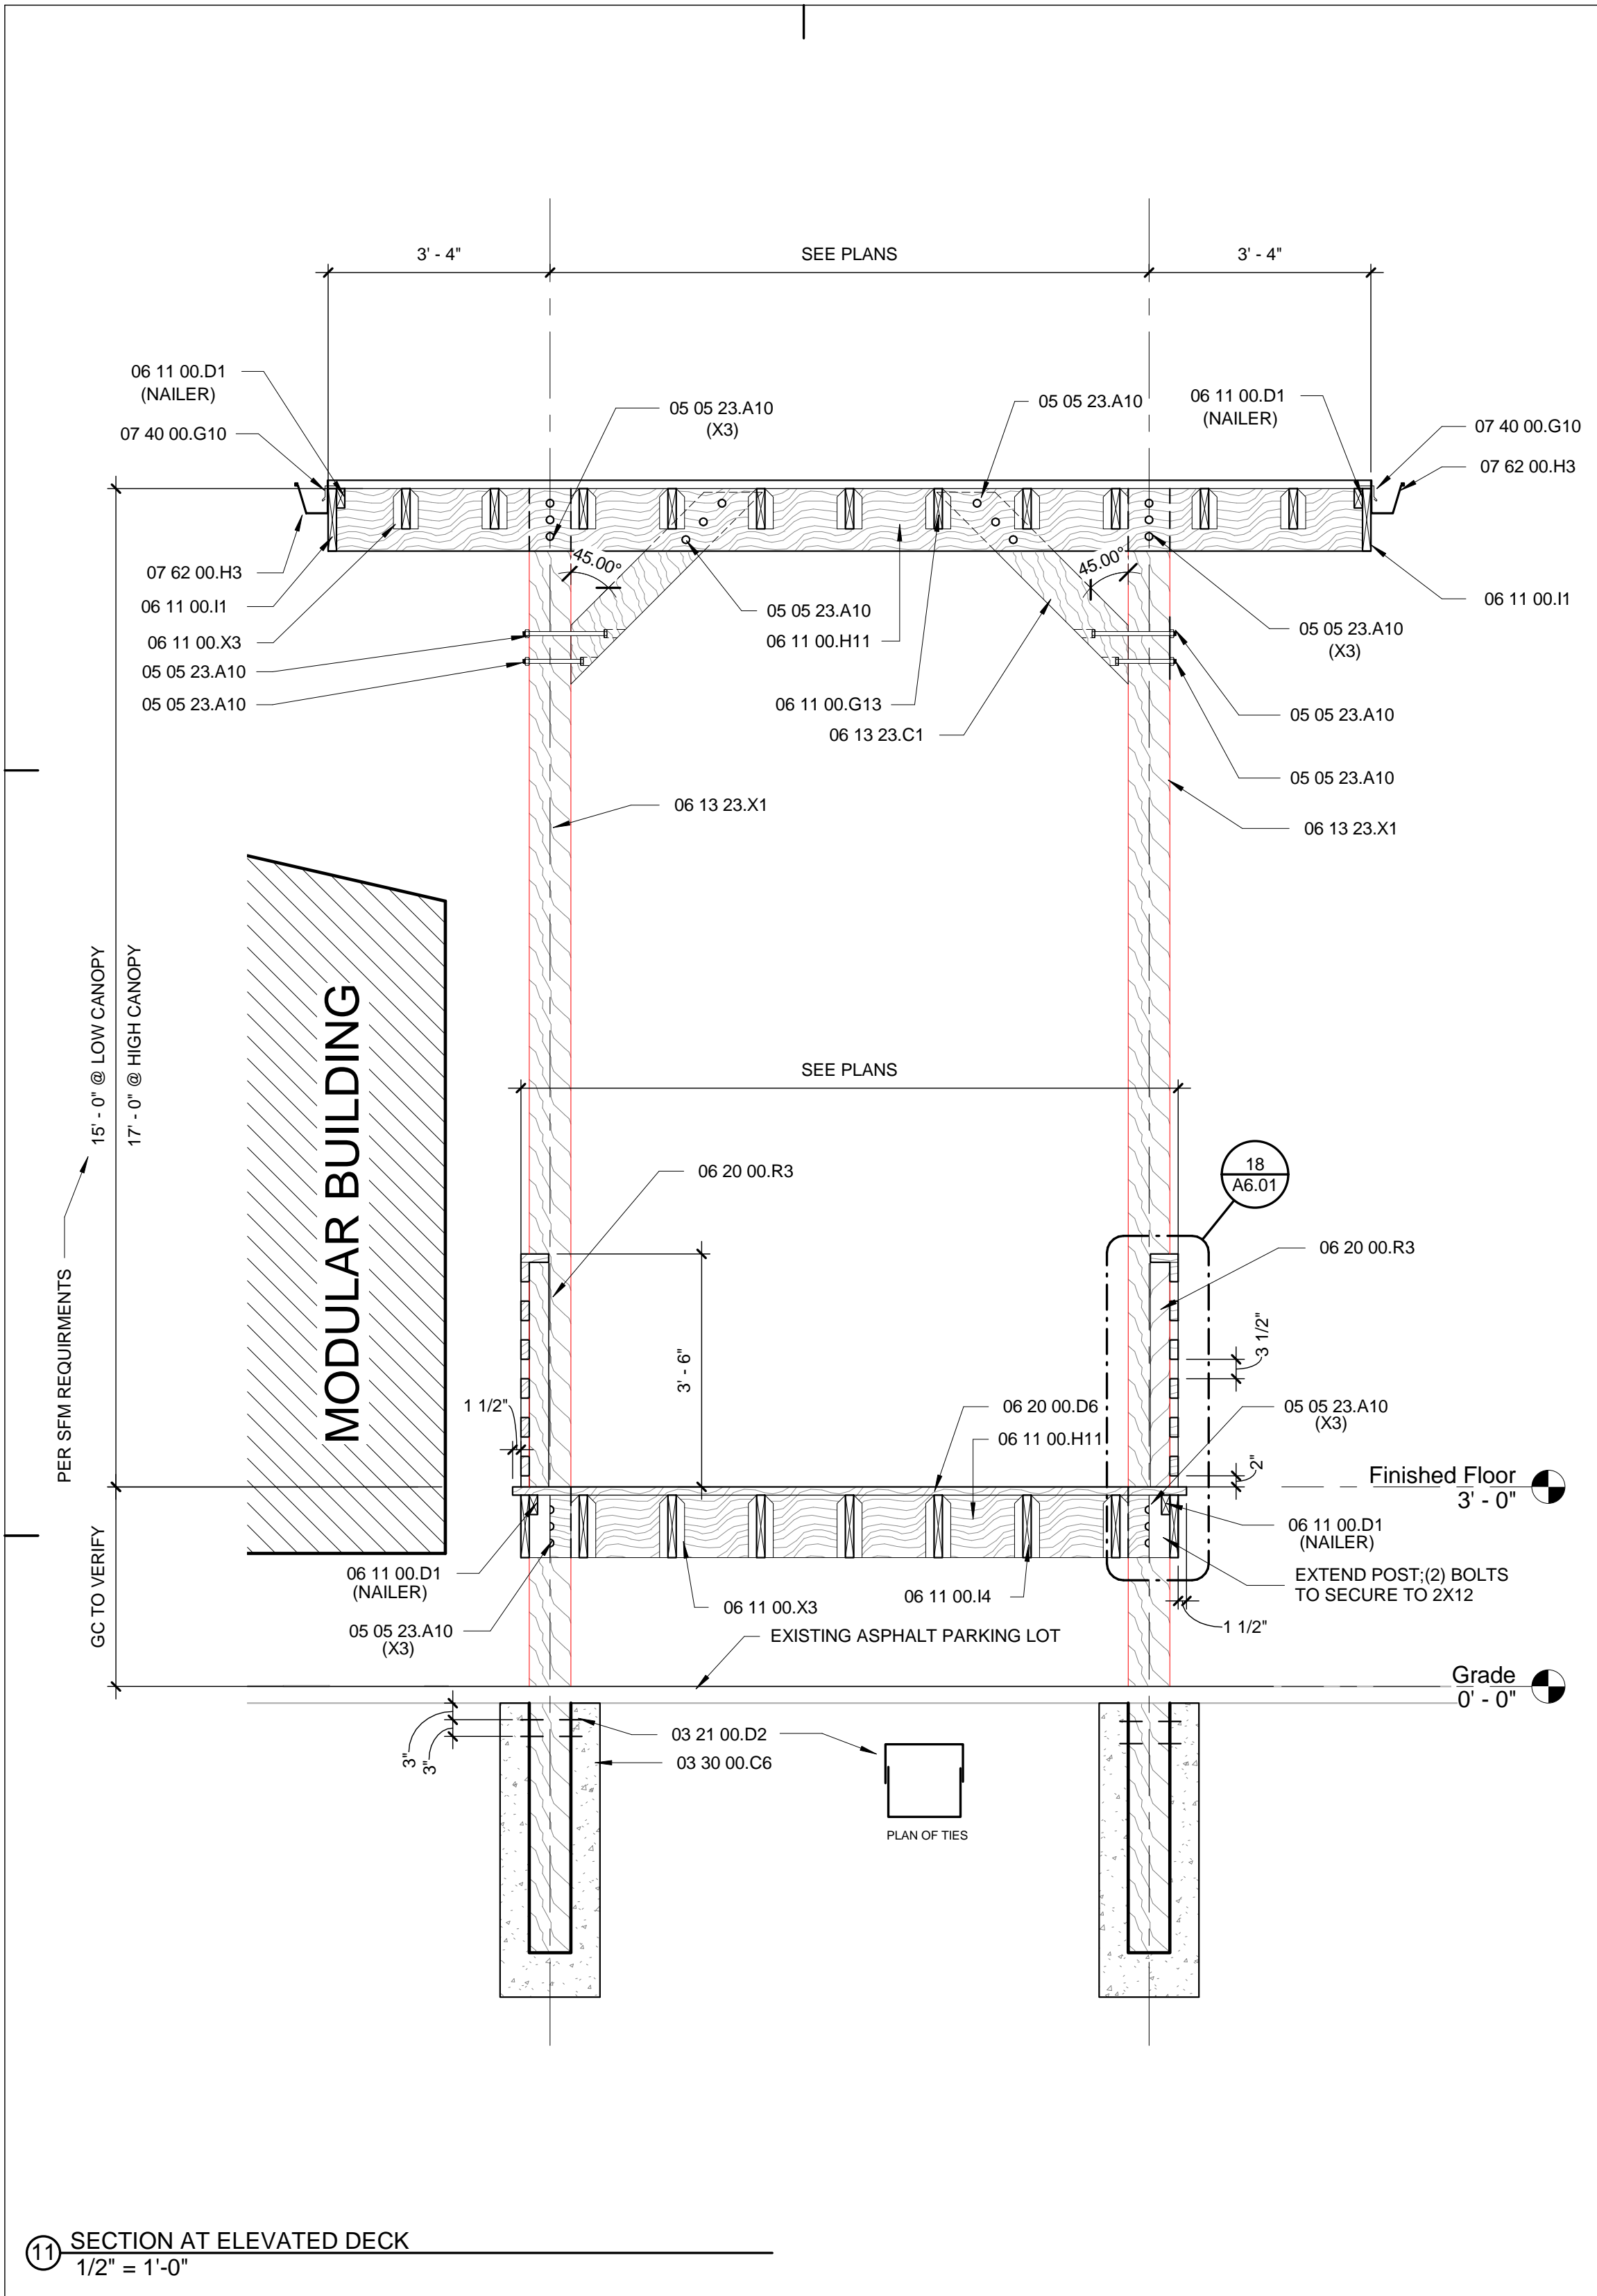 3' - 4"
SEE PLANS
3' - 4"
06 11 00.D1
(NAILER)
07 40 00.G10
05 05 23.A10
(X3)
05 05 23.A10
06 11 00.D1
(NAILER)
07 40 00.G10
07 62 00.H3
45.00°
45.00°
07 62 00.H3
06 11 00.I1
06 11 00.X3
05 05 23.A10
05 05 23.A10
05 05 23.A10
06 11 00.H11
06 11 00.G13
06 13 23.C1
06 11 00.I1
05 05 23.A10
(X3)
05 05 23.A10
05 05 23.A10
06 13 23.X1
06 13 23.X1
15' - 0" @ LOW CANOPY
17' - 0" @ HIGH CANOPY
PER SFM REQUIRMENTS
MODULAR BUILDING
SEE PLANS
06 20 00.R3
18
A6.01
06 20 00.R3
3' - 6"
3 1/2"
1 1/2"
06 20 00.D6
06 11 00.H11
05 05 23.A10
(X3)
2"
Finished Floor
3' - 0"
GC TO VERIFY
06 11 00.D1
(NAILER)
05 05 23.A10
(X3)
06 11 00.X3
06 11 00.I4
06 11 00.D1
(NAILER)
EXTEND POST;(2) BOLTS
TO SECURE TO 2X12
1 1/2"
EXISTING ASPHALT PARKING LOT
Grade
0' - 0"
3"
3"
03 21 00.D2
03 30 00.C6
PLAN OF TIES
11
SECTION AT ELEVATED DECK
1/2" = 1'-0"